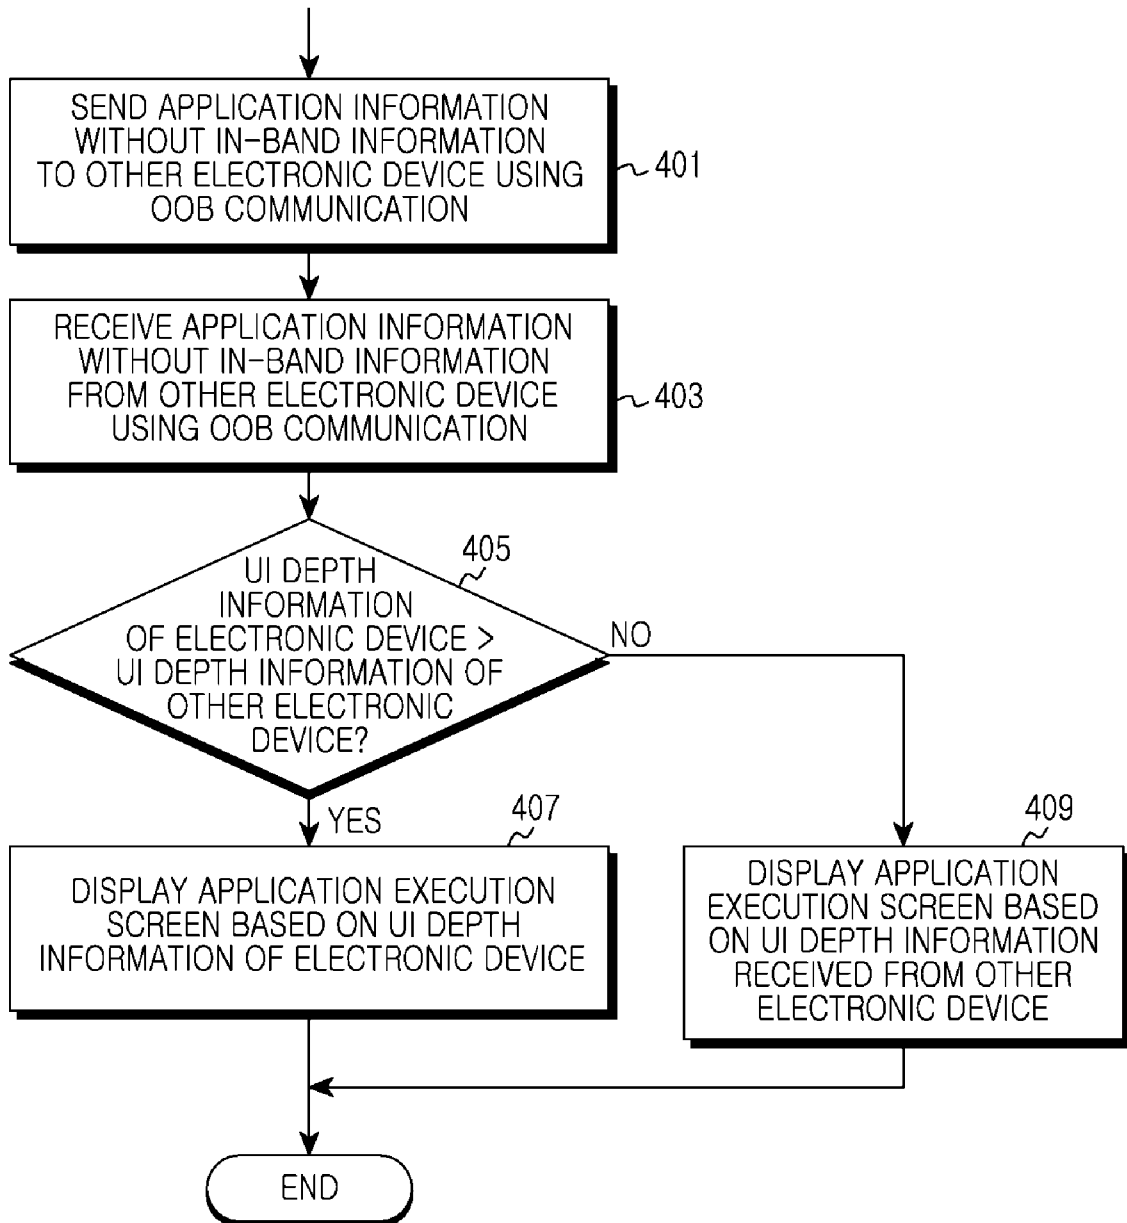 SEND APPLICATION INFORMATION
WITHOUT IN-BAND INFORMATION
TO OTHER ELECTRONIC DEVICE USING
OOB COMMUNICATION
401
RECEIVE APPLICATION INFORMATION
WITHOUT IN-BAND INFORMATION
FROM OTHER ELECTRONIC DEVICE
USING OOB COMMUNICATION
403
405
UI DEPTH
INFORMATION
OF ELECTRONIC DEVICE >
UI DEPTH INFORMATION OF
OTHER ELECTRONIC
DEVICE?
NO
YES
407
DISPLAY APPLICATION EXECUTION
SCREEN BASED ON UI DEPTH
INFORMATION OF ELECTRONIC DEVICE
409
DISPLAY APPLICATION
EXECUTION SCREEN BASED
ON UI DEPTH INFORMATION
RECEIVED FROM OTHER
ELECTRONIC DEVICE
END